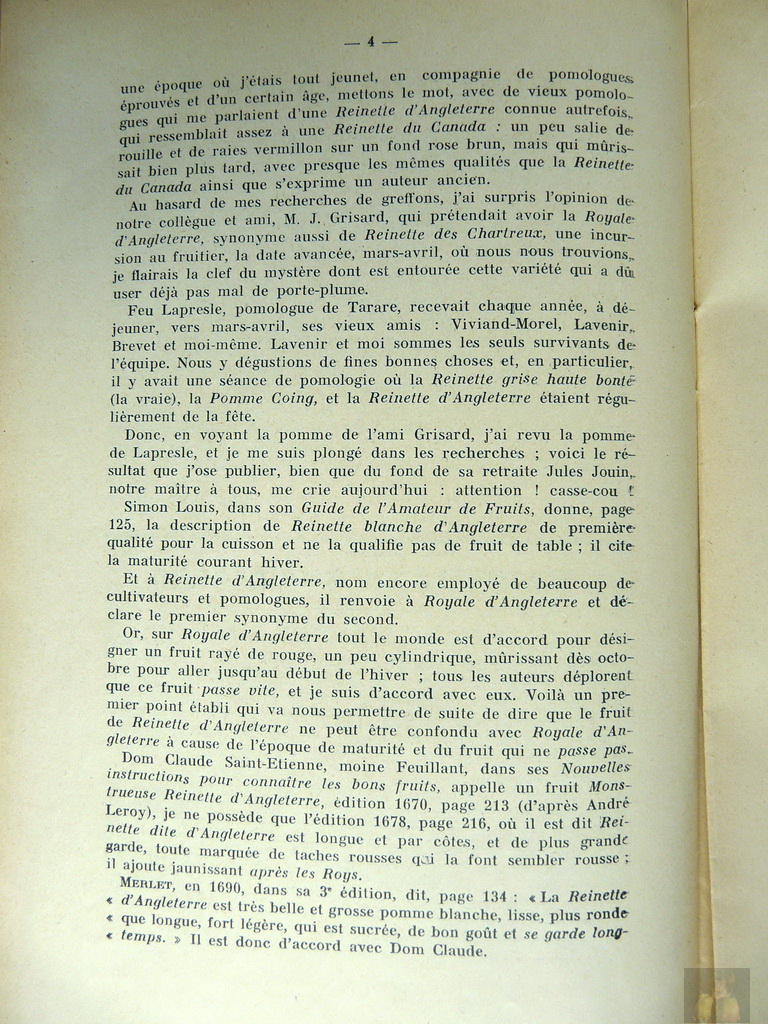 — 4 —
une époque où j'étais tout jeunet, en compagnie de pomologues
éprouvés et d'un certain âge, mettons le mot, avec de vieux pomolo-
gues qui me parlaient d'une Reinette d'Angleterre connue autrefois,
qui ressemblait assez à une Reinette du Canada : un peu salie de
rouille et de raies vermillon sur un fond rose brun, mais qui mûris-
sait bien plus tard, avec presque les mêmes qualités que la Reinette
du Canada ainsi que s'exprime un auteur ancien.
Au hasard de mes recherches de greffons, j'ai surpris l'opinion de
notre collègue et ami, M. J. Grisard, qui prétendait avoir la Royale
d'Angleterre, synonyme aussi de Reinette des Chartreux, une incur-
sion au fruitier, la date avancée, mars-avril, où nous nous trouvions,
je flairais la clef du mystère dont est entourée cette variété qui a dû
user déjà pas mal de porte-plume.
Feu Lapresle, pomologue de Tarare, recevait chaque année, à dé-
jeuner, vers mars-avril, ses vieux amis : Viviand-Morel, Lavenir,
Brevet et moi-même. Lavenir et moi sommes les seuls survivants de
l'équipe. Nous y dégustions de fines bonnes choses et, en particulier,
il y avait une séance de pomologie où la Reinette grise haute bonté
(la vraie), la Pomme Coing, et la Reinette d'Angleterre étaient régu-
lièrement de la fête.
Donc, en voyant la pomme de l'ami Grisard, j'ai revu la pomme
de Lapresle, et je me suis plongé dans les recherches ; voici le ré-
sultat que j'ose publier, bien que du fond de sa retraite Jules Jouin,
notre maître à tous, me crie aujourd'hui : attention ! casse-cou !
Simon Louis, dans son Guide de l'Amateur de Fruits, donne, page
125, la description de Reinette blanche d'Angleterre de première
qualité pour la cuisson et ne la qualifie pas de fruit de table ; il cite
la maturité courant hiver.
Et à Reinette d'Angleterre, nom encore employé de beaucoup de
cultivateurs et pomologues, il renvoie à Royale d'Angleterre et dé-
clare le premier synonyme du second.
Or, sur Royale d'Angleterre tout le monde est d'accord pour dési-
gner un fruit rayé de rouge, un peu cylindrique, mûrissant dès octo-
bre pour aller jusqu'au début de l'hiver ; tous les auteurs déplorent
que ce fruit passe vite, et je suis d'accord avec eux. Voilà un pre-
mier point établi qui va nous permettre de suite de dire que le fruit
de Reinette d'Angleterre ne peut être confondu avec Royale d'An-
gleterre à cause de l'époque de maturité et du fruit qui ne passe pas.
Dom Claude Saint-Etienne, moine Feuillant, dans ses Nouvelles
instructions pour connaître les bons fruits, appelle un fruit Mons-
trueuse Reinette d'Angleterre, édition 1670, page 213 (d'après André
Leroy), je ne possède que l'édition 1678, page 216, où il est dit Rei-
nette dite d'Angleterre est longue et par côtes, et de plus grande
garde, toute marquée de taches rousses qui la font sembler rousse ;
il ajoute jaunissant après les Roys.
MERLET, en 1690, dans sa 3e édition, dit, page 134 : « La Reinette
« d'Angleterre est très belle et grosse pomme blanche, lisse, plus ronde
« que longue, fort légère, qui est sucrée, de bon goût et se garde long-
« temps. » Il est donc d'accord avec Dom Claude.